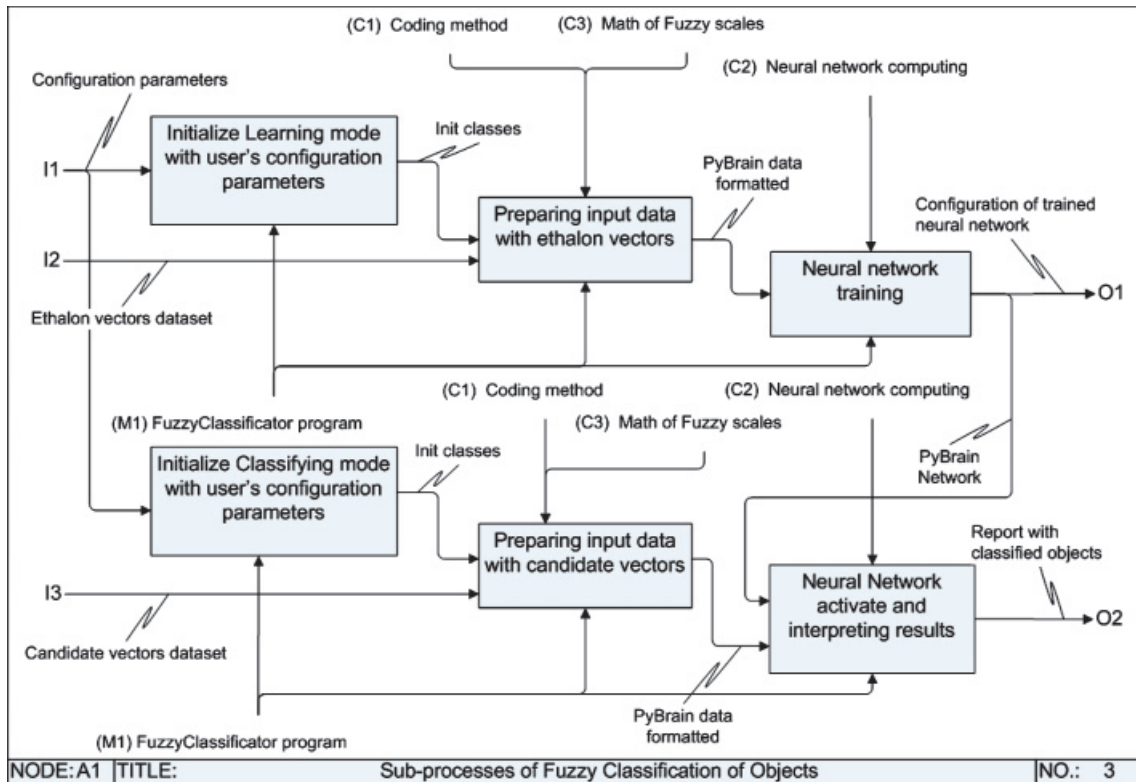 (C1) Coding method
(C3) Math of Fuzzy scales
(C2) Neural network computing
Configuration parameters
Initialize Learning mode
with user's configuration
parameters
Init classes
I1
PyBrain data
formatted
Preparing input data
with ethalon vectors
Configuration of trained
neural network
I2
Neural network
training
O1
Ethalon vectors dataset
(C1) Coding method
(C2) Neural network computing
(M1) FuzzyClassificator program
(C3) Math of Fuzzy scales
Initialize Classifying mode
with user's configuration
parameters
Init classes
PyBrain
Network
Preparing input data
with candidate vectors
Report with
classified objects
I3
Neural Network
activate and
interpreting results
O2
Candidate vectors dataset
PyBrain data
formatted
(M1) FuzzyClassificator program
NODE: A1 TITLE: Sub-processes of Fuzzy Classification of Objects NO.: 3